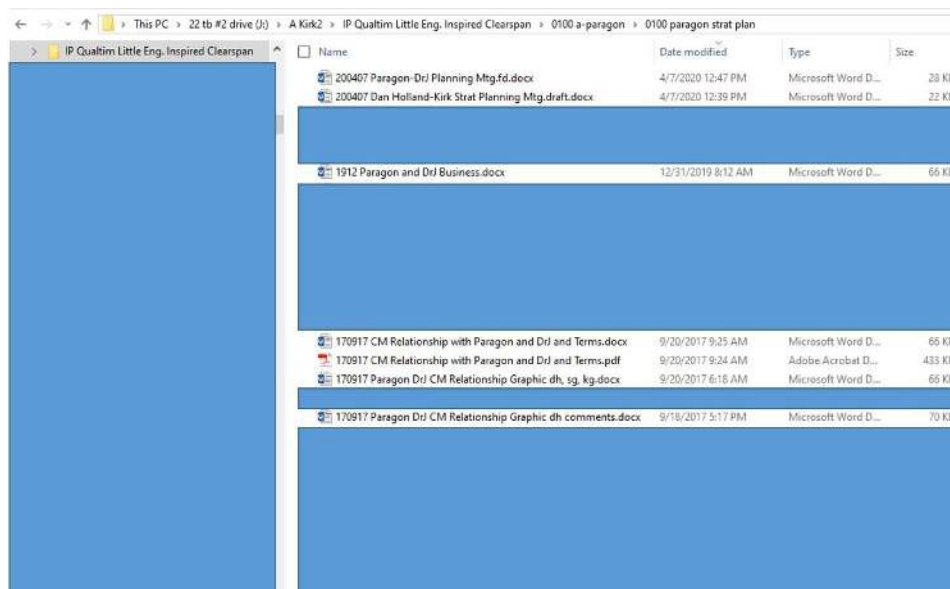 This PC > 22 tb #2 drive (J:) > A Kirk2 > IP Qualtim Little Eng. Inspired Clearspan > 0100 a-paragon > 0100 paragon strat plan
IP Qualtim Little Eng. Inspired Clearspan
Name Date modified Type Size
200407 Paragon-DrJ Planning Mtg.fd.docx 4/7/2020 12:47 PM Microsoft Word D... 28 K
200407 Dan Holland-Kirk Strat Planning Mtg.draft.docx 4/7/2020 12:39 PM Microsoft Word D... 22 K
1912 Paragon and DrJ Business.docx 12/31/2019 8:12 AM Microsoft Word D... 66 K
170917 CM Relationship with Paragon and DrJ and Terms.docx 9/20/2017 9:25 AM Microsoft Word D... 66 K
170917 CM Relationship with Paragon and DrJ and Terms.pdf 9/20/2017 9:24 AM Adobe Acrobat D... 433 K
170917 Paragon DrJ CM Relationship Graphic dh, sg, kg.docx 9/20/2017 6:18 AM Microsoft Word D... 66 K
170917 Paragon DrJ CM Relationship Graphic dh comments.docx 9/18/2017 5:17 PM Microsoft Word D... 70 K